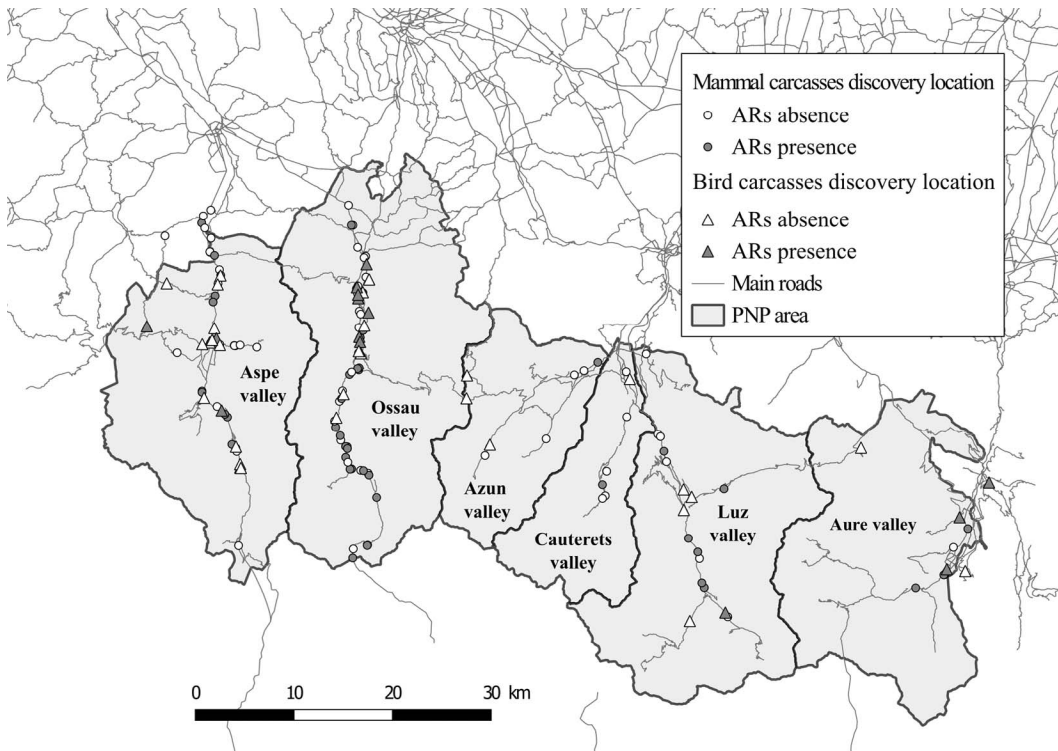 Mammal carcasses discovery location
ARs absence
ARs presence
Bird carcasses discovery location
ARs absence
ARs presence
Main roads
PNP area
Aspe
valley
Ossau
valley
Azun
valley
Cauterets
valley
Luz
valley
Aure valley
0 10 20 30 km